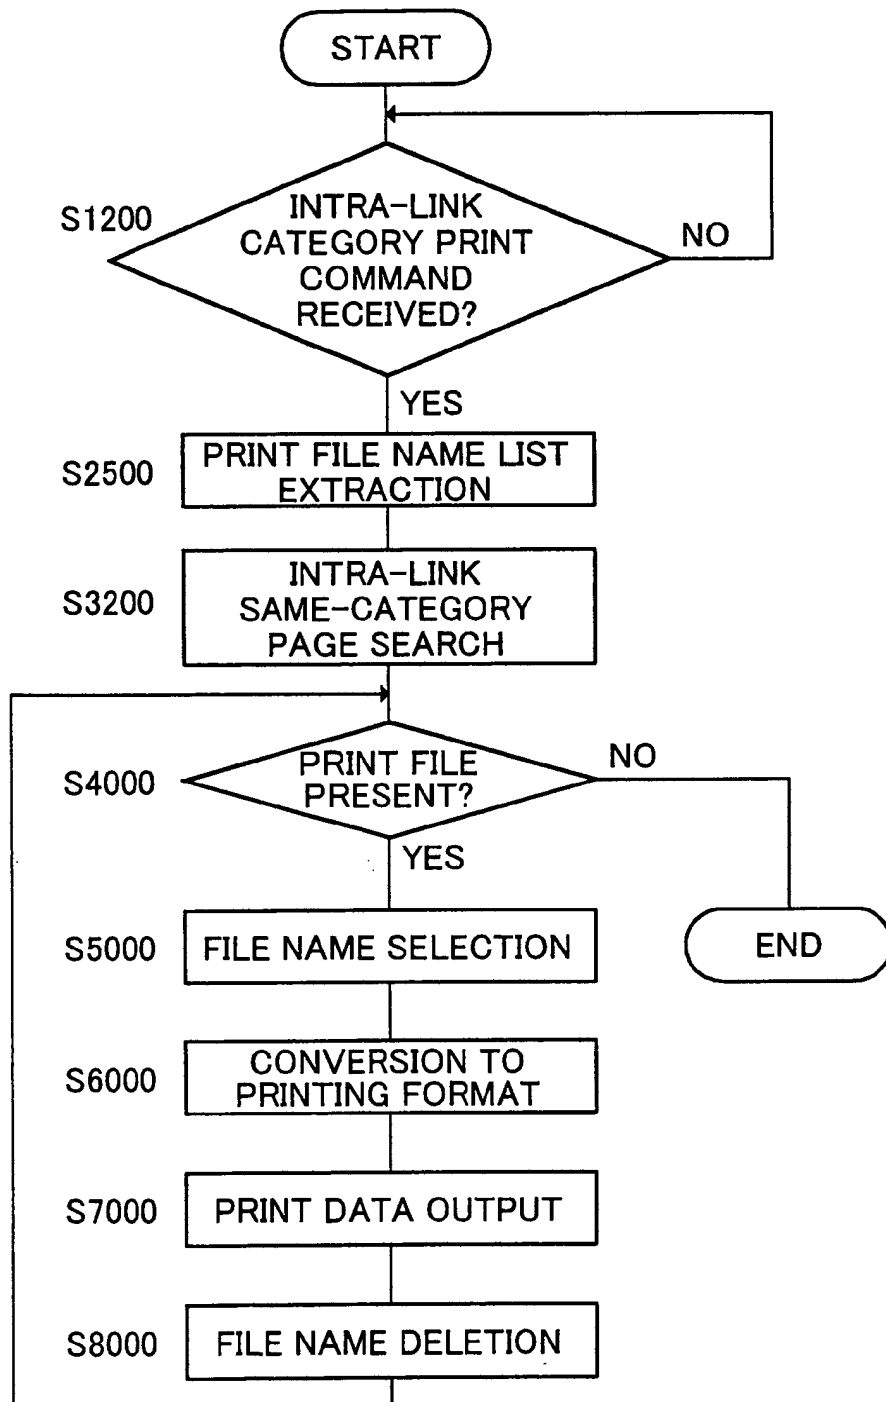 START
S1200
INTRA-LINK
CATEGORY PRINT
COMMAND
RECEIVED?
NO
YES
S2500
PRINT FILE NAME LIST
EXTRACTION
S3200
INTRA-LINK
SAME-CATEGORY
PAGE SEARCH
S4000
PRINT FILE
PRESENT?
NO
YES
S5000
FILE NAME SELECTION
END
S6000
CONVERSION TO
PRINTING FORMAT
S7000
PRINT DATA OUTPUT
S8000
FILE NAME DELETION